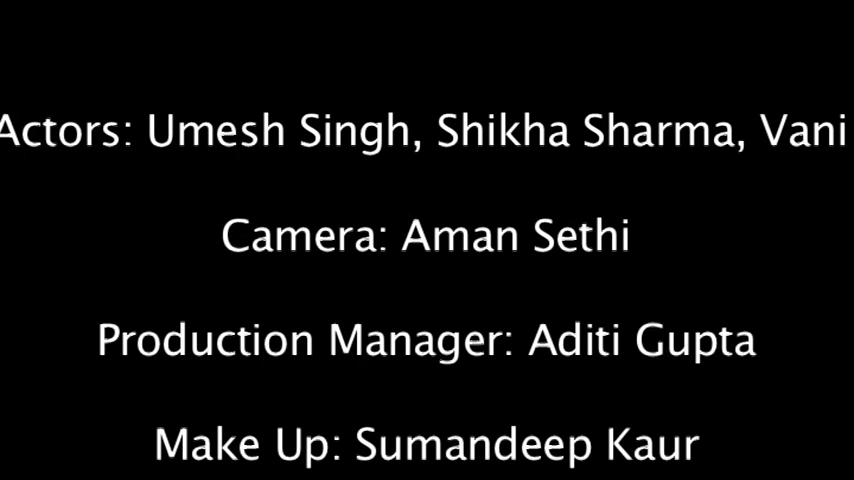 Actors: Umesh Singh, Shikha Sharma, Vani
Camera: Aman Sethi
Production Manager: Aditi Gupta
Make Up: Sumandeep Kaur